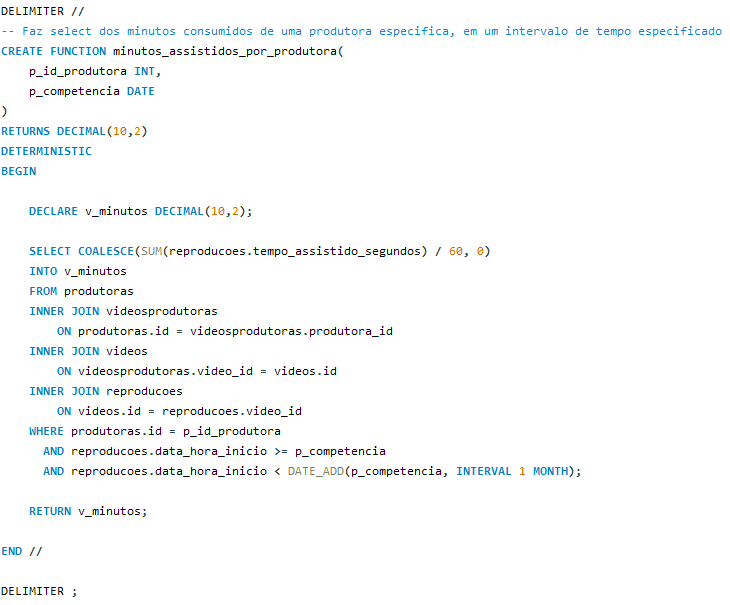 DELIMITER //
-- Faz select dos minutos consumidos de uma produtora especifica, em um intervalo de tempo especificado
CREATE FUNCTION minutos_assistidos_por_produtora(
    p_id_produtora INT,
    p_competencia DATE
)
RETURNS DECIMAL(10,2)
DETERMINISTIC
BEGIN

    DECLARE v_minutos DECIMAL(10,2);

    SELECT COALESCE(SUM(reproducoes.tempo_assistido_segundos) / 60, 0)
    INTO v_minutos
    FROM produtoras
    INNER JOIN videosprodutoras
        ON produtoras.id = videosprodutoras.produtora_id
    INNER JOIN videos
        ON videosprodutoras.video_id = videos.id
    INNER JOIN reproducoes
        ON videos.id = reproducoes.video_id
    WHERE produtoras.id = p_id_produtora
      AND reproducoes.data_hora_inicio >= p_competencia
      AND reproducoes.data_hora_inicio < DATE_ADD(p_competencia, INTERVAL 1 MONTH);

    RETURN v_minutos;

END //

DELIMITER ;